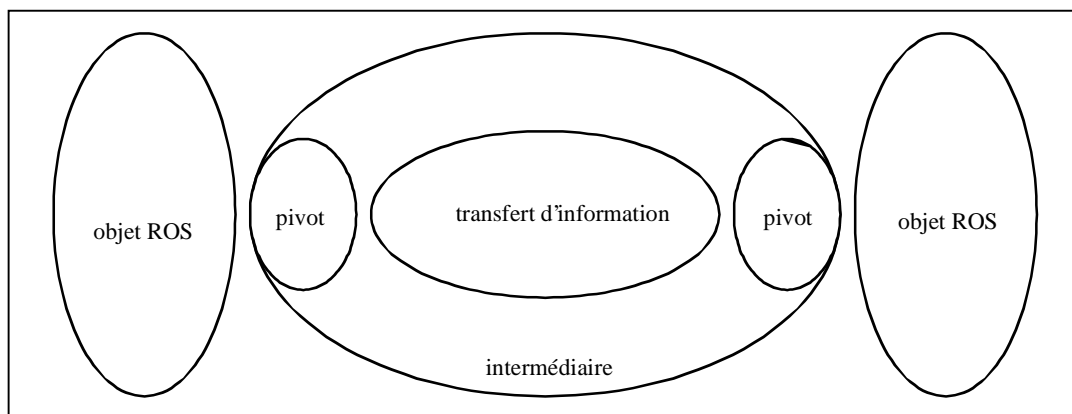 objet ROS
pivot
transfert d'information
pivot
objet ROS
intermédiaire